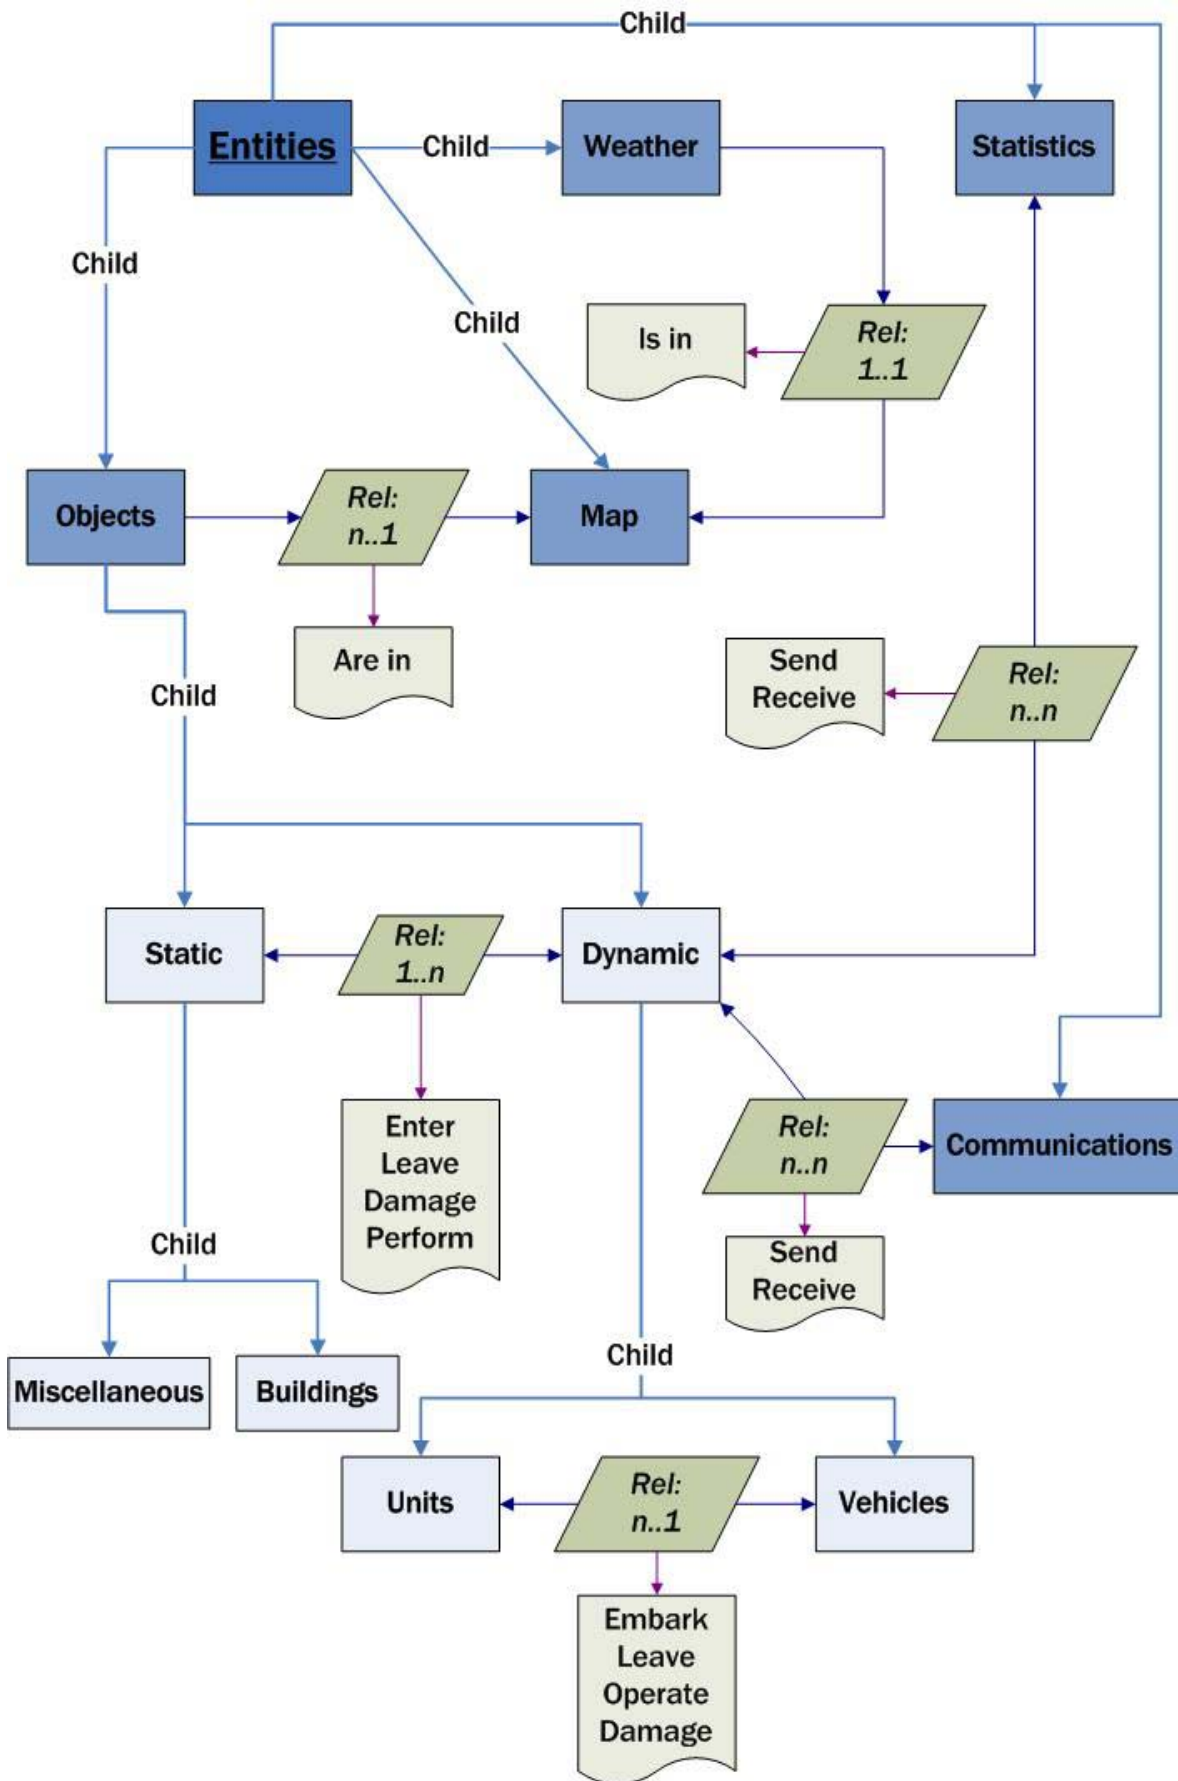 Child
Entities
Child
Weather
Statistics
Child
Child
Is in
Rel:
1..1
Objects
Rel:
n..1
Map
Are in
Send
Receive
Rel:
n..n
Child
Static
Rel:
1..n
Dynamic
Enter
Leave
Damage
Perform
Rel:
n..n
Communications
Send
Receive
Child
Child
Miscellaneous
Buildings
Units
Rel:
n..1
Vehicles
Embark
Leave
Operate
Damage